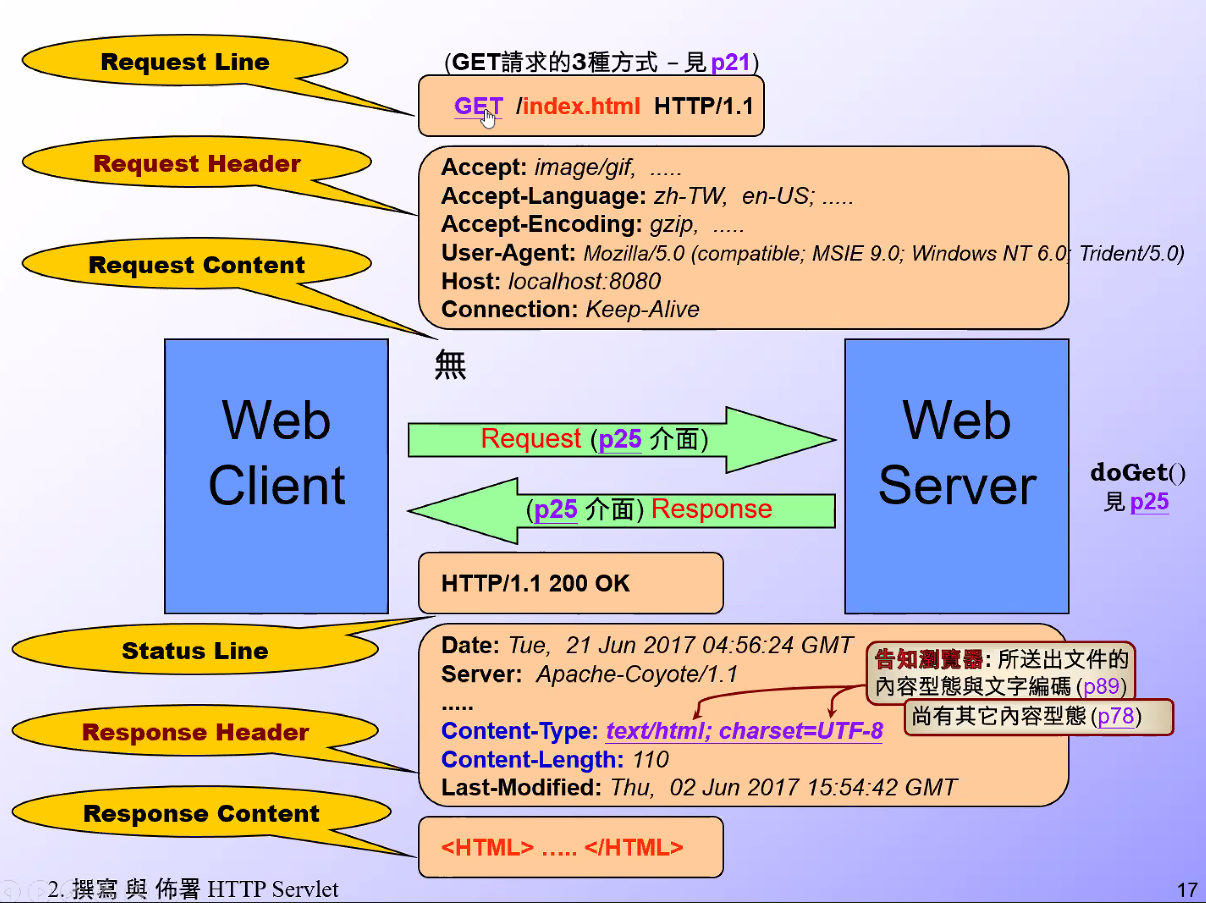 Request Line
(GET請求的3種方式 – 見 p21)
GET /index.html HTTP/1.1
Request Header
Accept: image/gif, .....
Accept-Language: zh-TW, en-US; .....
Accept-Encoding: gzip, .....
User-Agent: Mozilla/5.0 (compatible; MSIE 9.0; Windows NT 6.0; Trident/5.0)
Host: localhost:8080
Connection: Keep-Alive
Request Content
無
Web
Client
Request (p25 介面)
(p25 介面) Response
Web
Server
doGet()
見 p25
HTTP/1.1 200 OK
Status Line
Date: Tue, 21 Jun 2017 04:56:24 GMT
Server: Apache-Coyote/1.1
.....
Content-Type: text/html; charset=UTF-8
Content-Length: 110
Last-Modified: Thu, 02 Jun 2017 15:54:42 GMT
告知瀏覽器: 所送出文件的
內容型態與文字編碼 (p89)
尚有其它內容型態 (p78)
Response Header
Response Content
<HTML> ..... </HTML>
2. 撰寫 與 佈署 HTTP Servlet
17